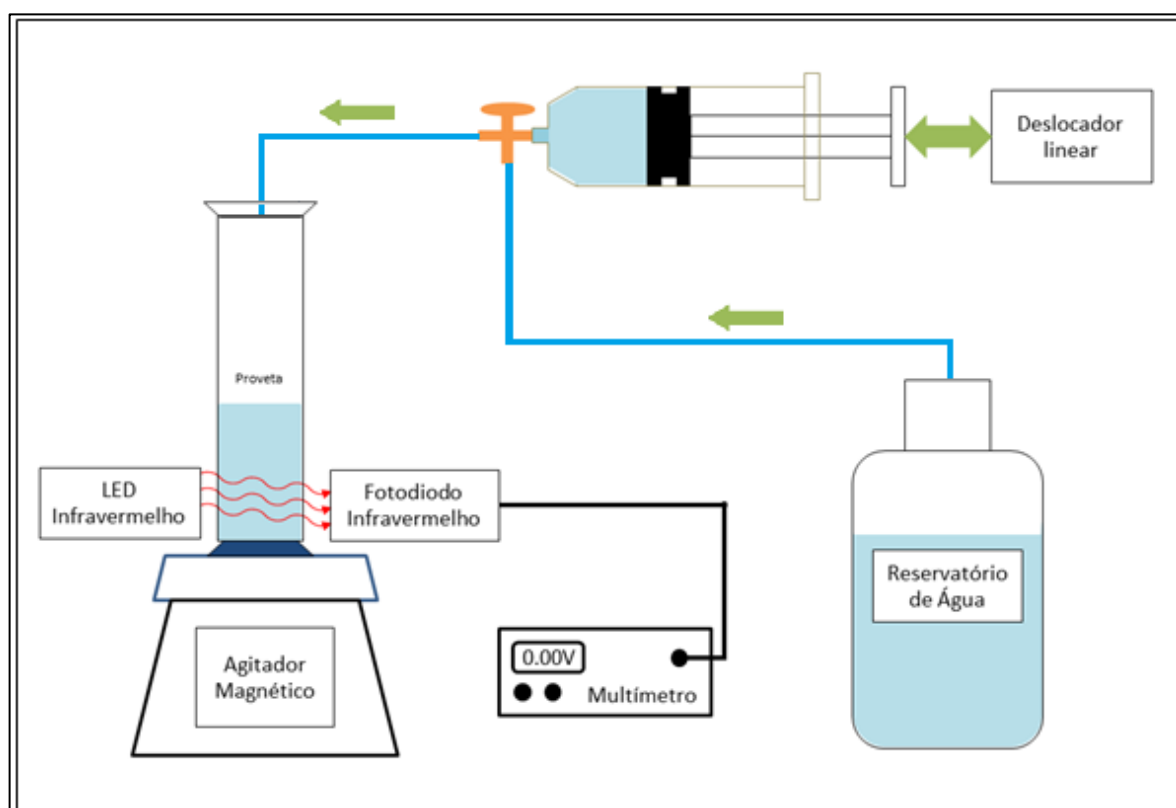 Deslocador
linear
Proveta
LED
Infravermelho
Fotodiodo
Infravermelho
Reservatório
de Água
0.00V
Multímetro
Agitador
Magnético